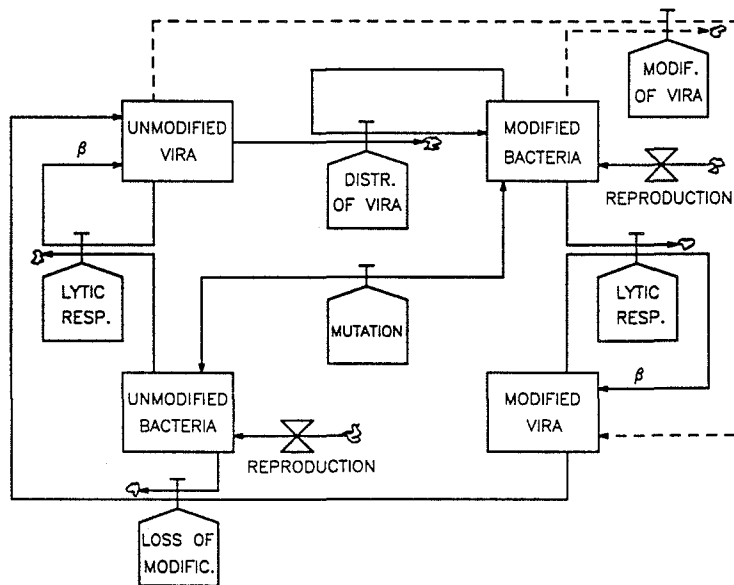 MODIF.
OF VIRA
UNMODIFIED
VIRA
MODIFIED
BACTERIA
β
DISTR.
OF VIRA
REPRODUCTION
LYTIC
RESP.
MUTATION
LYTIC
RESP.
UNMODIFIED
BACTERIA
MODIFIED
VIRA
β
REPRODUCTION
LOSS OF
MODIFIC.